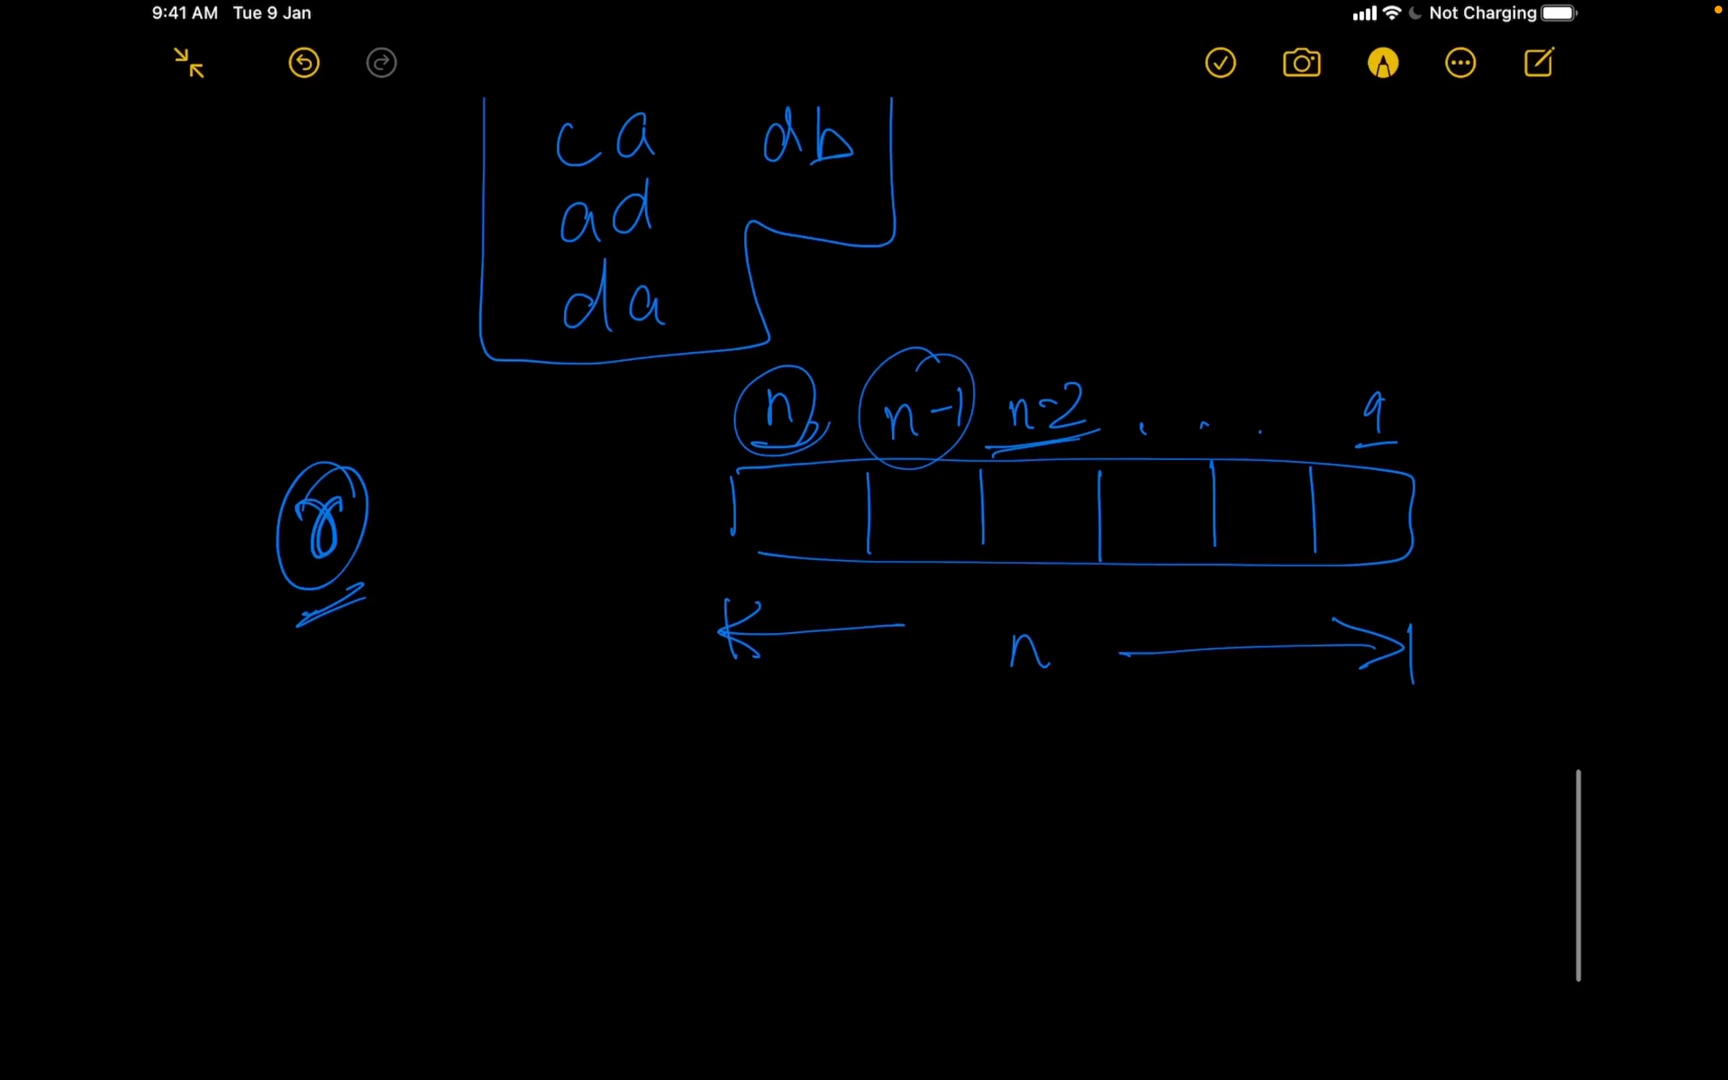 9:41 AM Tue 9 Jan Not Charging
ca db
ad
da
n n-1 n-2 . . . 1
r
n